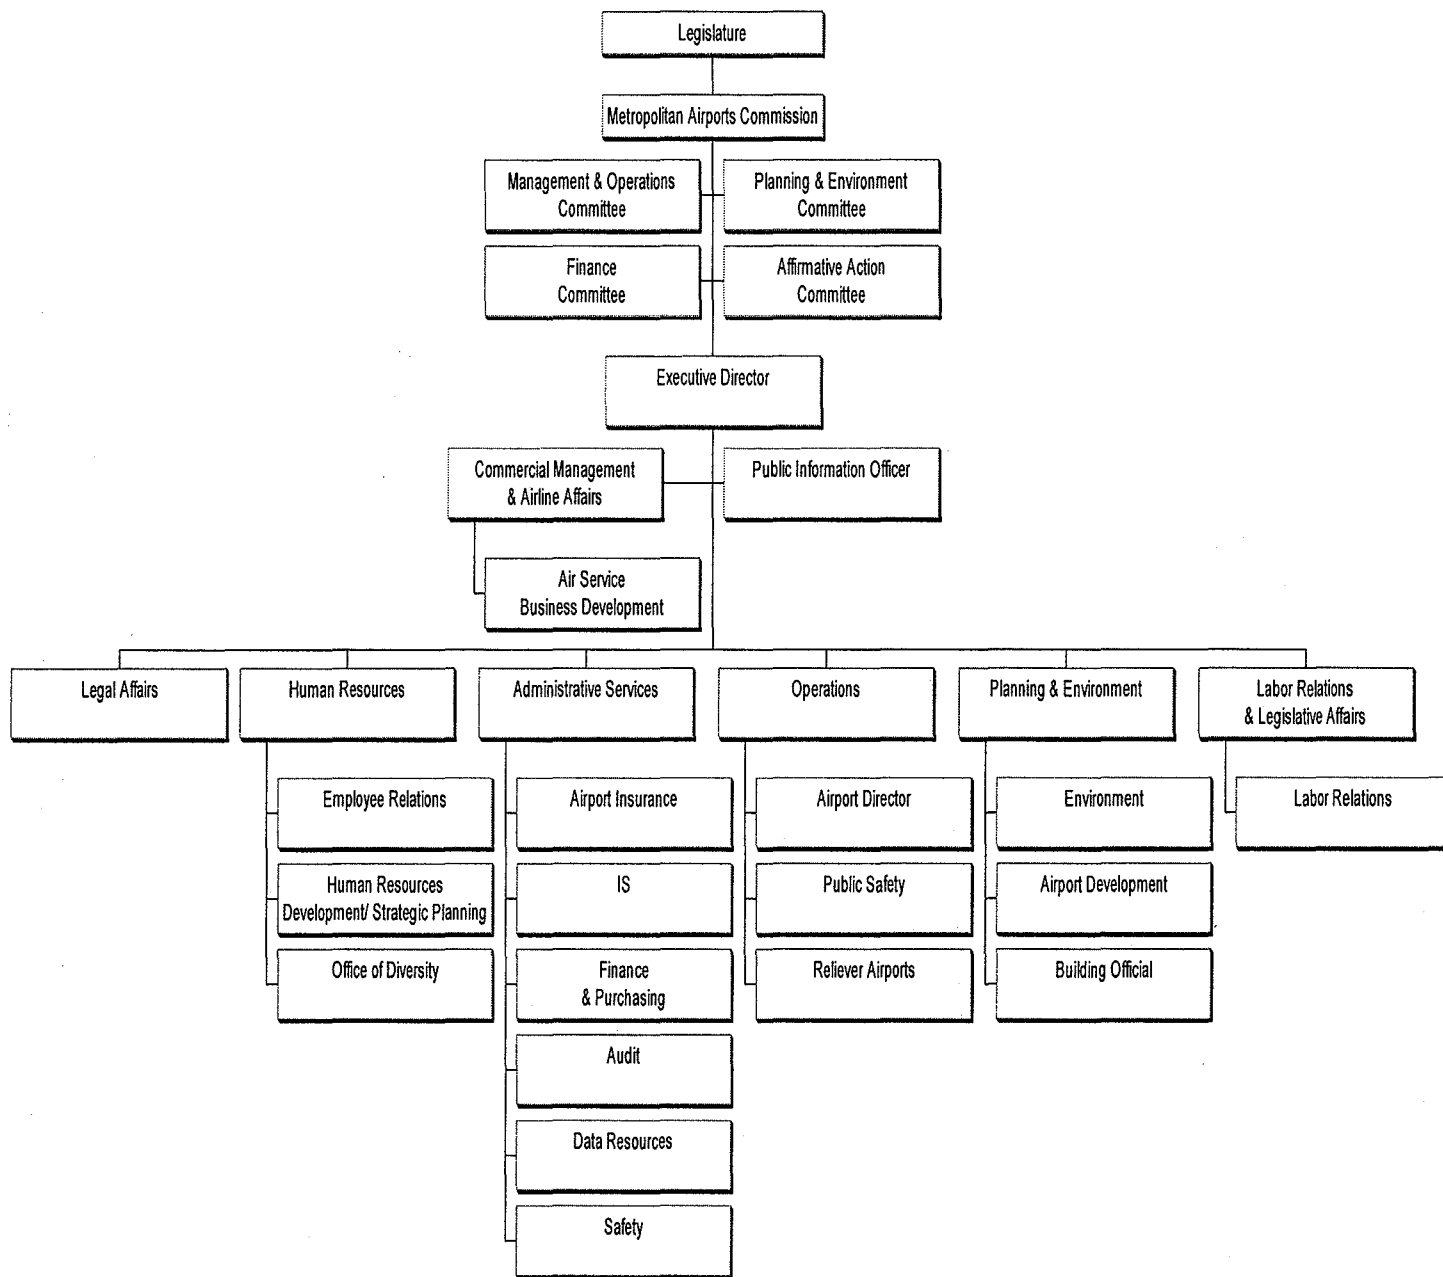 Legislature
Metropolitan Airports Commission
Management & Operations
Committee
Planning & Environment
Committee
Finance
Committee
Affirmative Action
Committee
Executive Director
Commercial Management
& Airline Affairs
Public Information Officer
Air Service
Business Development
Legal Affairs
Human Resources
Administrative Services
Operations
Planning & Environment
Labor Relations
& Legislative Affairs
Employee Relations
Airport Insurance
Airport Director
Environment
Labor Relations
Human Resources
Development/ Strategic Planning
IS
Public Safety
Airport Development
Office of Diversity
Finance
& Purchasing
Reliever Airports
Building Official
Audit
Data Resources
Safety